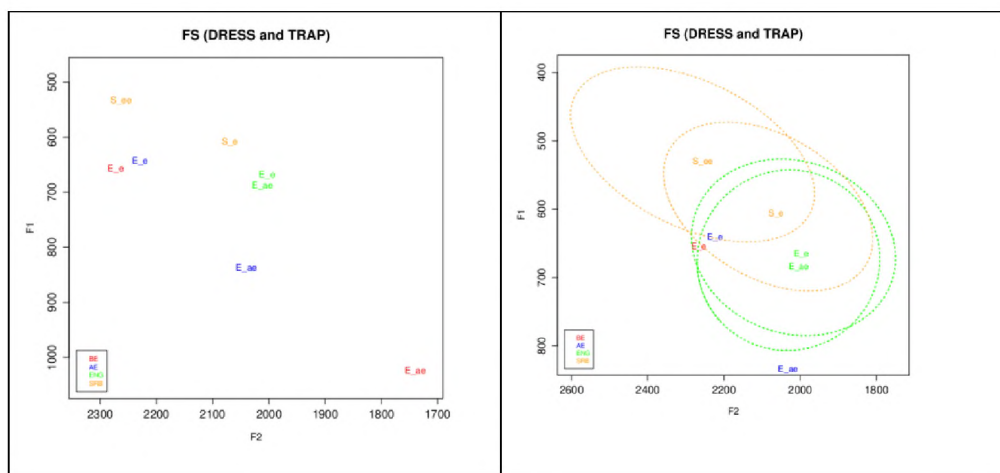 FS (DRESS and TRAP)
500
600
700
800
900
1000
F1
S_ee
S_e
E_e
E_e
E_e
E_ae
E_ae
E_ae
BE
AE
ENG
SRB
2300 2200 2100 2000 1900 1800 1700
F2
FS (DRESS and TRAP)
400
500
600
700
800
F1
S_ee
S_e
E_e
E_e
E_e
E_ae
E_ae
BE
AE
ENG
SRB
2600 2400 2200 2000 1800
F2